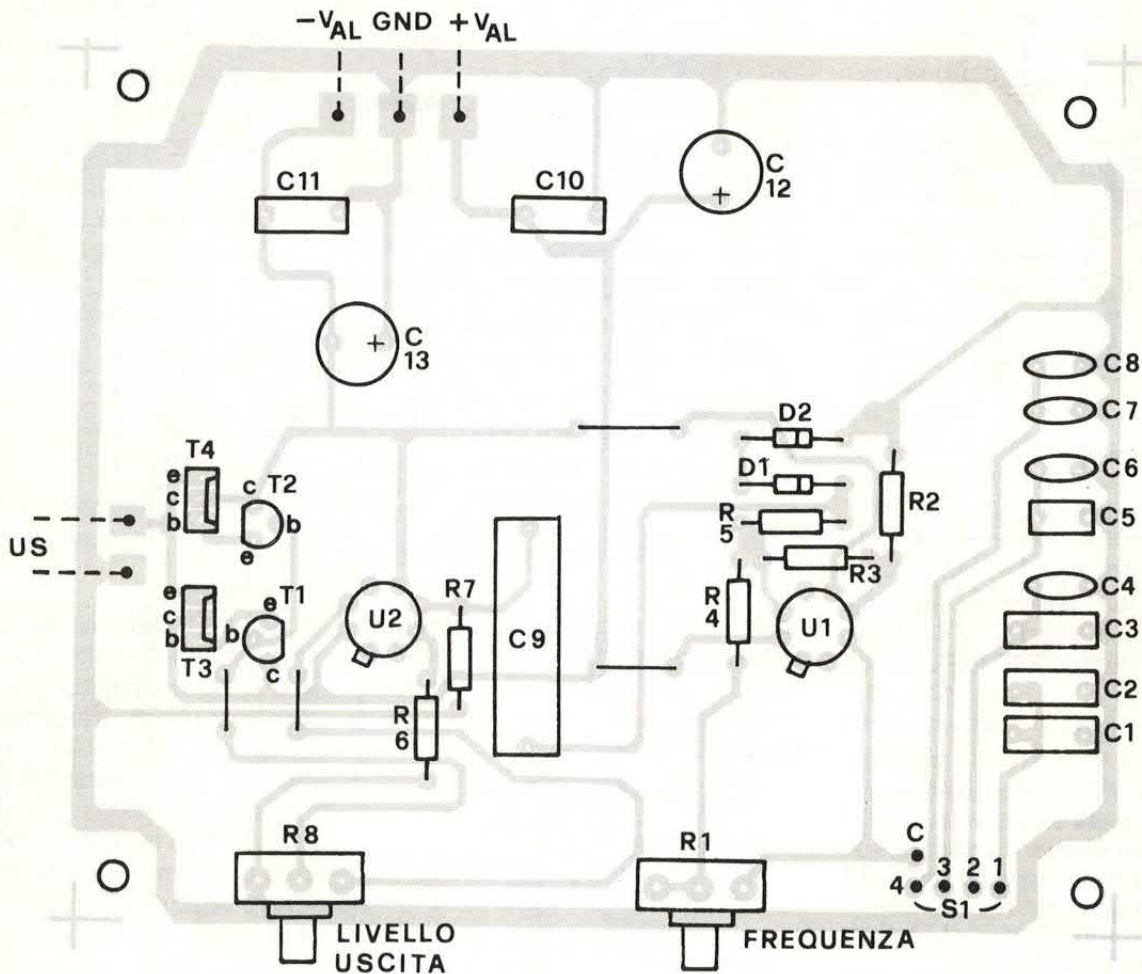 -VAL GND +VAL
C11
C10
C
12
C
13
C8
C7
C6
C5
C4
C3
C2
C1
D2
D1
R
5
R2
R3
R
4
U1
T4
e
c
b
T2
c
b
e
US
T1
e
b
c
e
c
b
T3
U2
R7
C9
R
6
R8
LIVELLO
USCITA
R1
FREQUENZA
C
4 3 2 1
S1